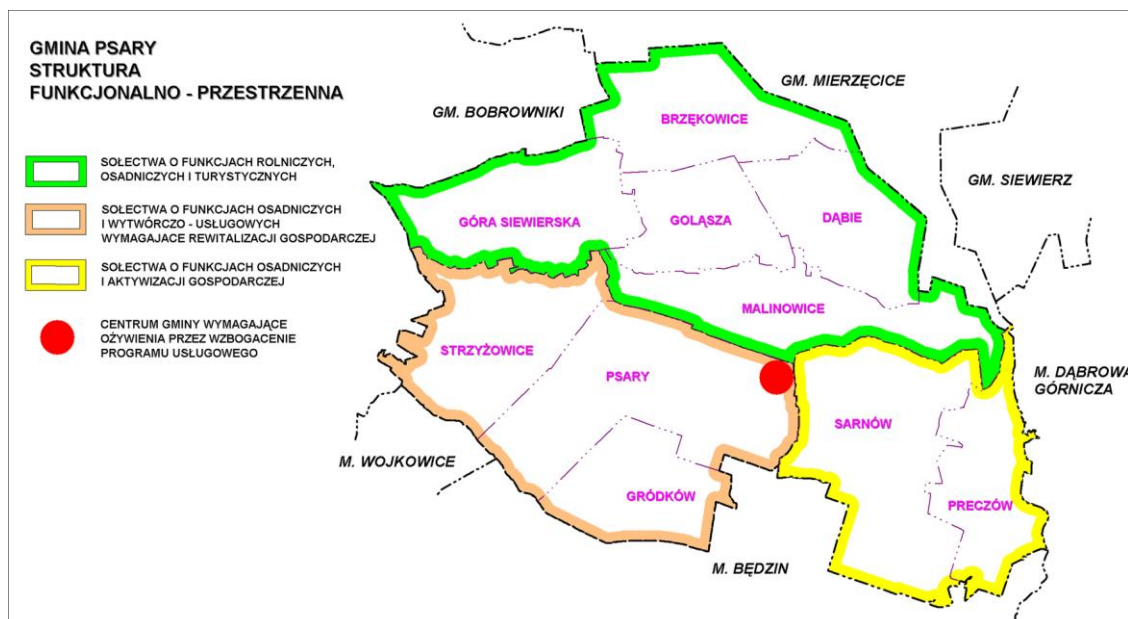 GMINA PSARY
STRUKTURA
FUNKCJONALNO - PRZESTRZENNA
SOŁECTWA O FUNKCJACH ROLNICZYCH,
OSADNICZYCH I TURYSTYCZNYCH
SOŁECTWA O FUNKCJACH OSADNICZYCH
I WYTWÓRCZO - USŁUGOWYCH
WYMAGAJACE REWITALIZACJI GOSPODARCZEJ
SOŁECTWA O FUNKCJACH OSADNICZYCH
I AKTYWIZACJI GOSPODARCZEJ
CENTRUM GMINY WYMAGAJĄCE
OŻYWIENIA PRZEZ WZBOGACENIE
PROGRAMU USŁUGOWEGO
GM. BOBROWNIKI
GM. MIERZĘCICE
BRZĘKOWICE
GM. SIEWIERZ
GÓRA SIEWIERSKA
GOLĄSZA
DĄBIE
MALINOWICE
STRZYŻOWICE
PSARY
M. DĄBROWA
GÓRNICZA
SARNÓW
M. WOJKOWICE
GRÓDKÓW
PRECZÓW
M. BĘDZIN